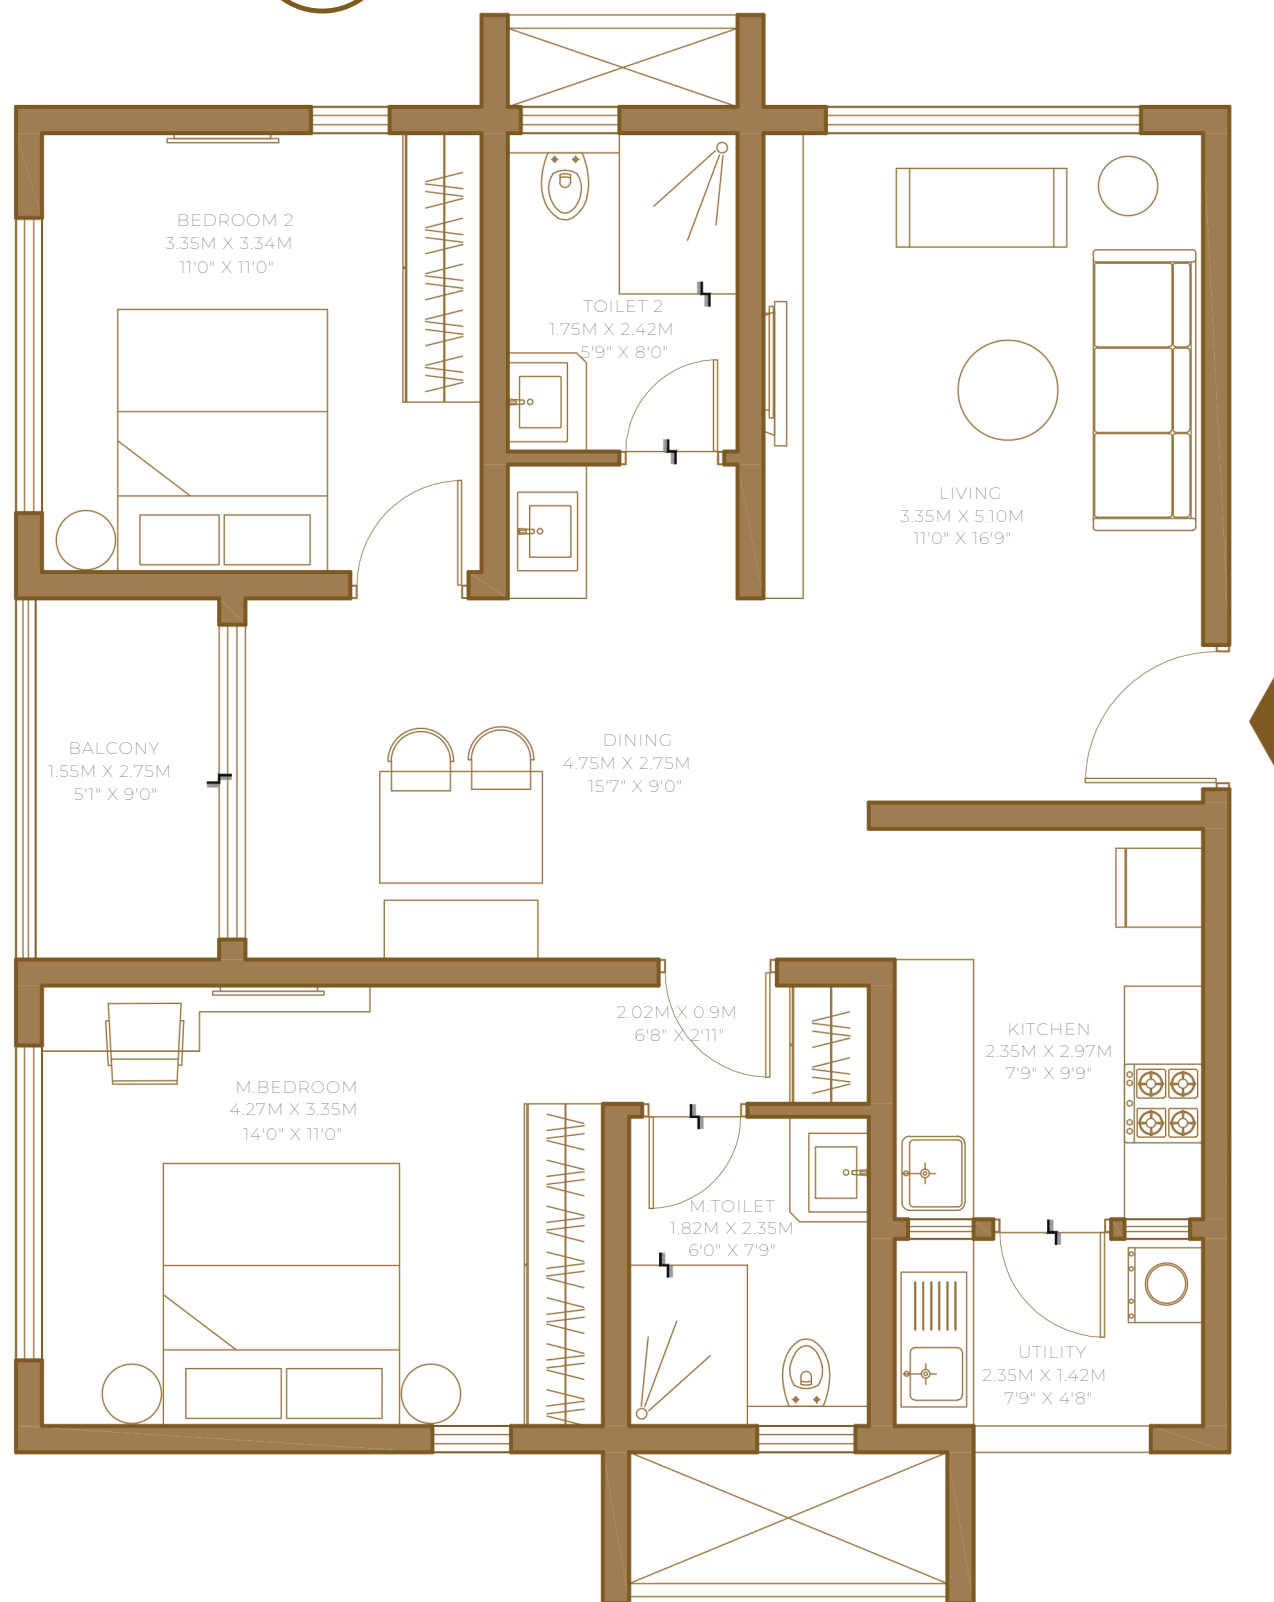 BEDROOM 2
3.35M X 3.34M
11'0" X 11'0"
TOILET 2
1.75M X 2.42M
5'9" X 8'0"
LIVING
3.35M X 5.10M
11'0" X 16'9"
BALCONY
1.55M X 2.75M
5'1" X 9'0"
DINING
4.75M X 2.75M
15'7" X 9'0"
2.02M X 0.9M
6'8" X 2'11"
KITCHEN
2.35M X 2.97M
7'9" X 9'9"
M.BEDROOM
4.27M X 3.35M
14'0" X 11'0"
M.TOILET
1.82M X 2.35M
6'0" X 7'9"
UTILITY
2.35M X 1.42M
7'9" X 4'8"